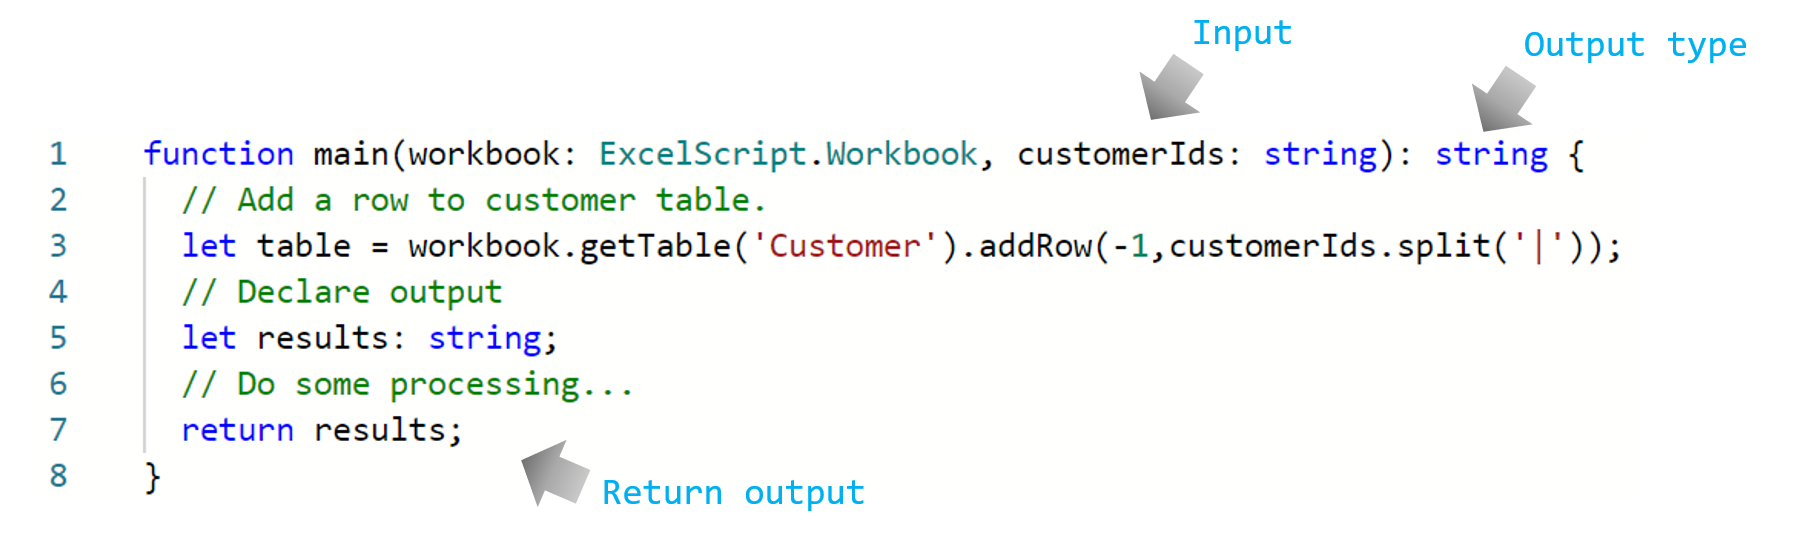 Input
Output type
1 function main(workbook: ExcelScript.Workbook, customerIds: string): string {
2 // Add a row to customer table.
3 let table = workbook.getTable('Customer').addRow(-1,customerIds.split('|'));
4 // Declare output
5 let results: string;
6 // Do some processing...
7 return results;
8 }
Return output